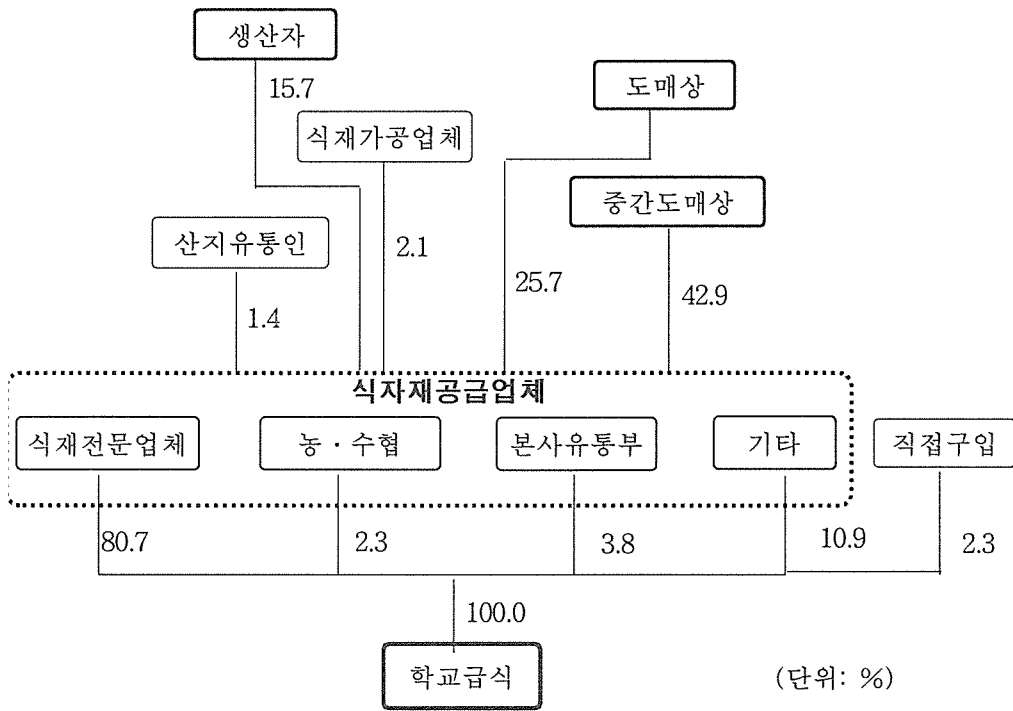 생산자
15.7
도매상
식재가공업체
중간도매상
산지유통인
2.1
25.7
42.9
1.4
식자재공급업체
식재전문업체
농·수협
본사유통부
기타
직접구입
80.7
2.3
3.8
10.9
2.3
100.0
학교급식
(단위: %)